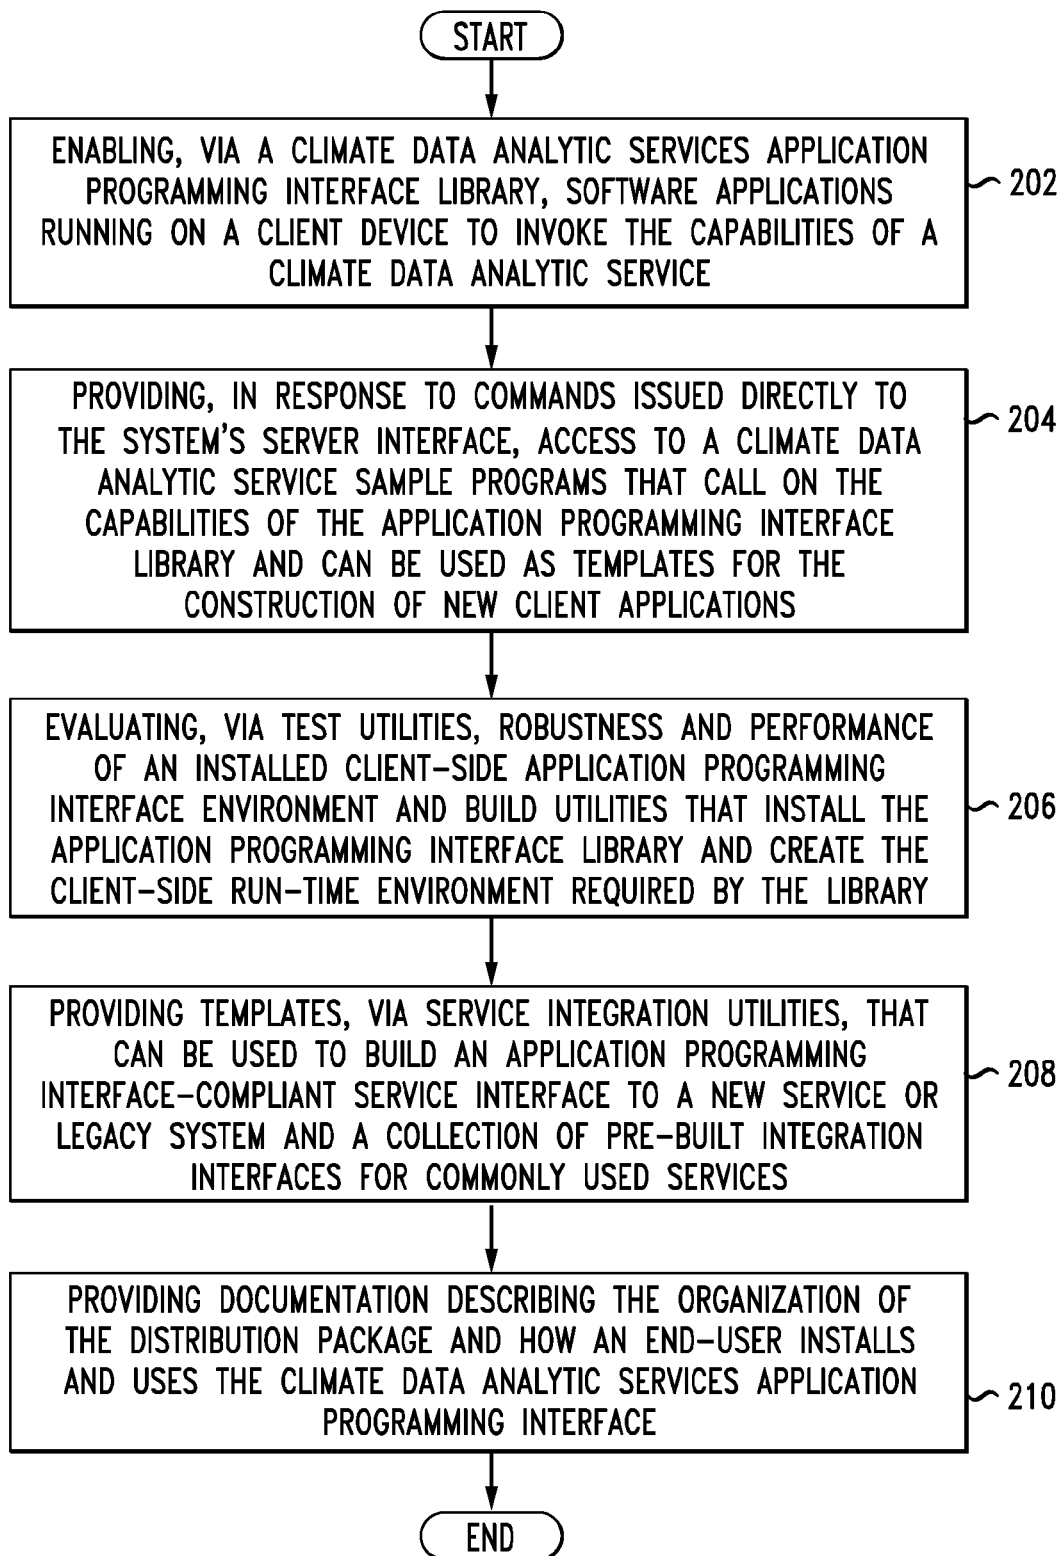 START
ENABLING, VIA A CLIMATE DATA ANALYTIC SERVICES APPLICATION
PROGRAMMING INTERFACE LIBRARY, SOFTWARE APPLICATIONS
RUNNING ON A CLIENT DEVICE TO INVOKE THE CAPABILITIES OF A
CLIMATE DATA ANALYTIC SERVICE
202
PROVIDING, IN RESPONSE TO COMMANDS ISSUED DIRECTLY TO
THE SYSTEM'S SERVER INTERFACE, ACCESS TO A CLIMATE DATA
ANALYTIC SERVICE SAMPLE PROGRAMS THAT CALL ON THE
CAPABILITIES OF THE APPLICATION PROGRAMMING INTERFACE
LIBRARY AND CAN BE USED AS TEMPLATES FOR THE
CONSTRUCTION OF NEW CLIENT APPLICATIONS
204
EVALUATING, VIA TEST UTILITIES, ROBUSTNESS AND PERFORMANCE
OF AN INSTALLED CLIENT-SIDE APPLICATION PROGRAMMING
INTERFACE ENVIRONMENT AND BUILD UTILITIES THAT INSTALL THE
APPLICATION PROGRAMMING INTERFACE LIBRARY AND CREATE THE
CLIENT-SIDE RUN-TIME ENVIRONMENT REQUIRED BY THE LIBRARY
206
PROVIDING TEMPLATES, VIA SERVICE INTEGRATION UTILITIES, THAT
CAN BE USED TO BUILD AN APPLICATION PROGRAMMING
INTERFACE-COMPLIANT SERVICE INTERFACE TO A NEW SERVICE OR
LEGACY SYSTEM AND A COLLECTION OF PRE-BUILT INTEGRATION
INTERFACES FOR COMMONLY USED SERVICES
208
PROVIDING DOCUMENTATION DESCRIBING THE ORGANIZATION OF
THE DISTRIBUTION PACKAGE AND HOW AN END-USER INSTALLS
AND USES THE CLIMATE DATA ANALYTIC SERVICES APPLICATION
PROGRAMMING INTERFACE
210
END